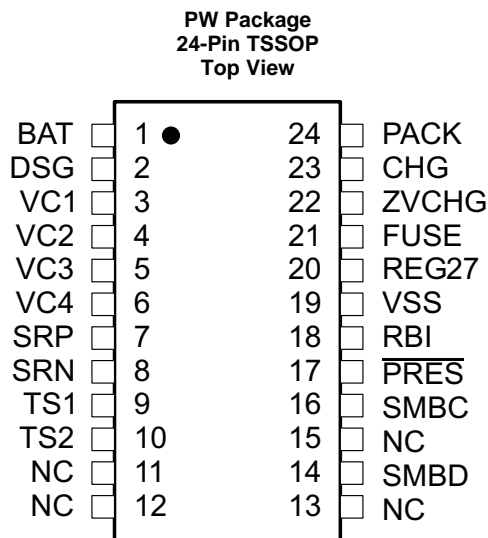 PW Package
24-Pin TSSOP
Top View
BAT 1 24 PACK
DSG 2 23 CHG
VC1 3 22 ZVCHG
VC2 4 21 FUSE
VC3 5 20 REG27
VC4 6 19 VSS
SRP 7 18 RBI
SRN 8 17 PRES
TS1 9 16 SMBC
TS2 10 15 NC
NC 11 14 SMBD
NC 12 13 NC